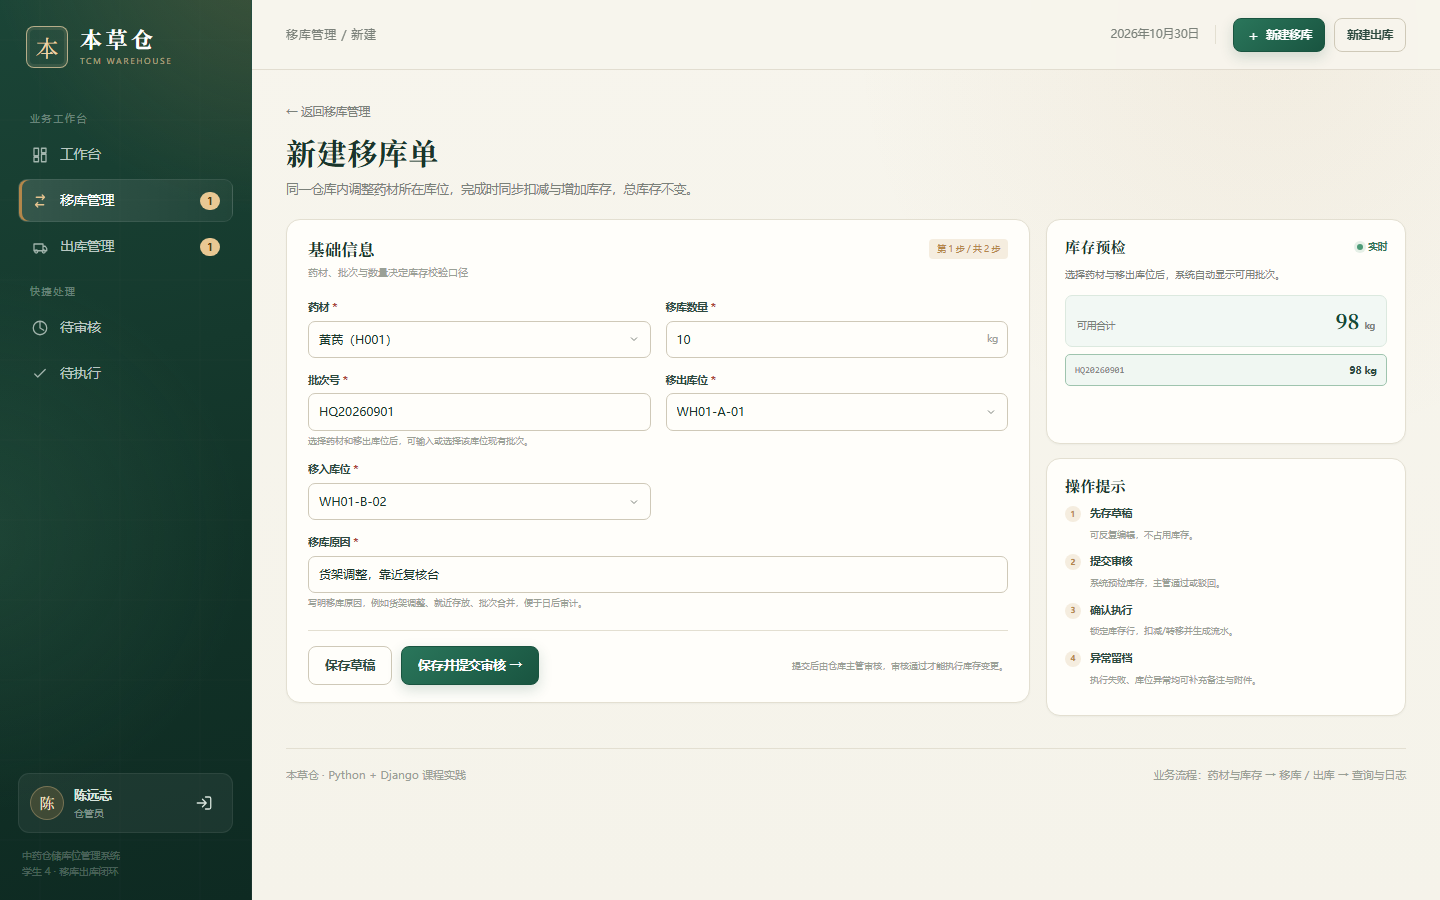 本
本草仓
TCM WAREHOUSE
业务工作台
工作台
移库管理 1
出库管理 1
快捷处理
待审核
待执行
陈
陈远志
仓管员
中药仓储库位管理系统
学生 4 · 移库出库闭环
移库管理 / 新建
2026年10月30日
+ 新建移库
新建出库
← 返回移库管理
新建移库单
同一仓库内调整药材所在库位，完成时同步扣减与增加库存，总库存不变。
基础信息
第 1 步 / 共 2 步
药材、批次与数量决定库存校验口径
药材 *
黄芪（H001）
移库数量 *
10 kg
批次号 *
HQ20260901
选择药材和移出库位后，可输入或选择该库位现有批次。
移出库位 *
WH01-A-01
移入库位 *
WH01-B-02
移库原因 *
货架调整，靠近复核台
写明移库原因，例如货架调整、就近存放、批次合并，便于日后审计。
保存草稿
保存并提交审核 →
提交后由仓库主管审核，审核通过才能执行库存变更。
库存预检
实时
选择药材与移出库位后，系统自动显示可用批次。
可用合计 98 kg
HQ20260901 98 kg
操作提示
1 先存草稿
可反复编辑，不占用库存。
2 提交审核
系统预检库存，主管通过或驳回。
3 确认执行
锁定库存行，扣减/转移并生成流水。
4 异常留档
执行失败、库位异常均可补充备注与附件。
本草仓 · Python + Django 课程实践
业务流程：药材与库存 → 移库 / 出库 → 查询与日志